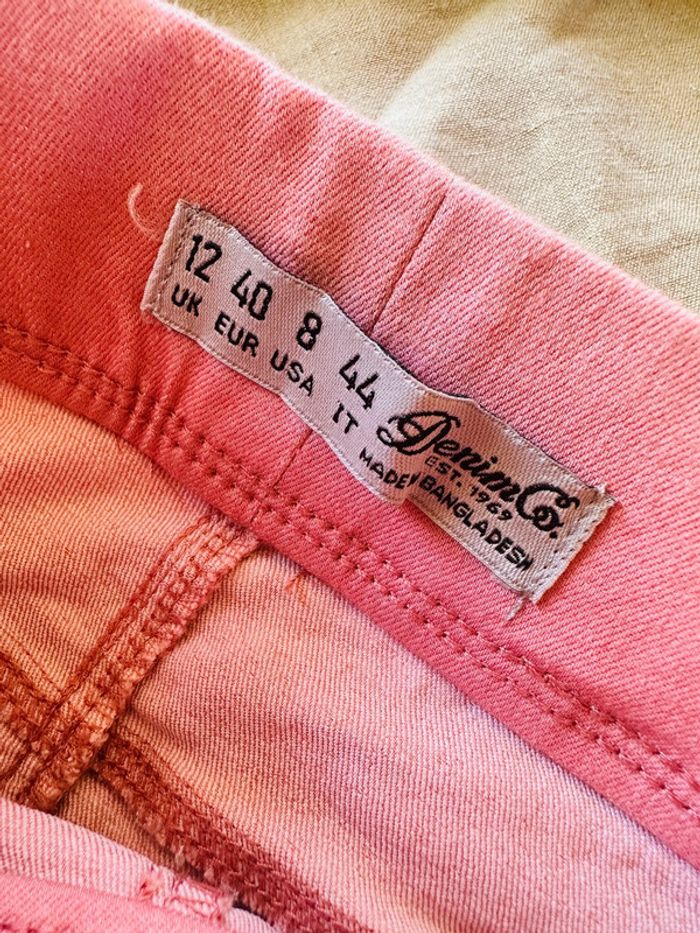 12 40 8 44
UK EUR USA IT
Denim Co.
EST. 1969
MADE IN BANGLADESH